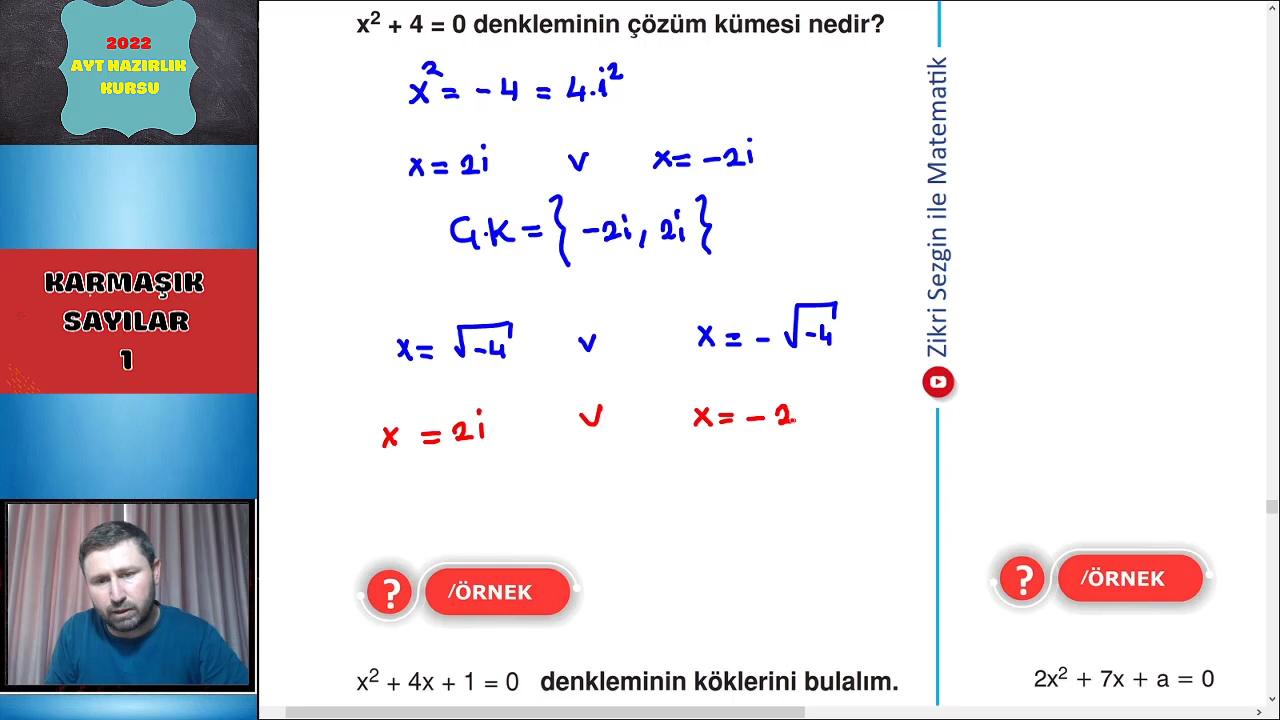 2022
AYT HAZIRLIK
KURSU
KARMAŞIK
SAYILAR
1
x² + 4 = 0 denkleminin çözüm kümesi nedir?
x² = -4 = 4.i²
x = 2i v x = -2i
Ç.K = { -2i, 2i }
x = √-4 v x = - √-4
x = 2i v x = - 2
? /ÖRNEK
x² + 4x + 1 = 0 denkleminin köklerini bulalım.
Zikri Sezgin ile Matematik
? /ÖRNEK
2x² + 7x + a = 0